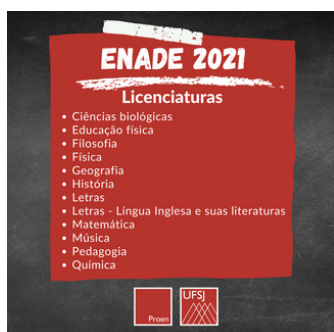 ENADE 2021
Licenciaturas
• Ciências biológicas
• Educação física
• Filosofia
• Física
• Geografia
• História
• Letras
• Letras - Língua Inglesa e suas literaturas
• Matemática
• Música
• Pedagogia
• Química
Proen
UFSJ